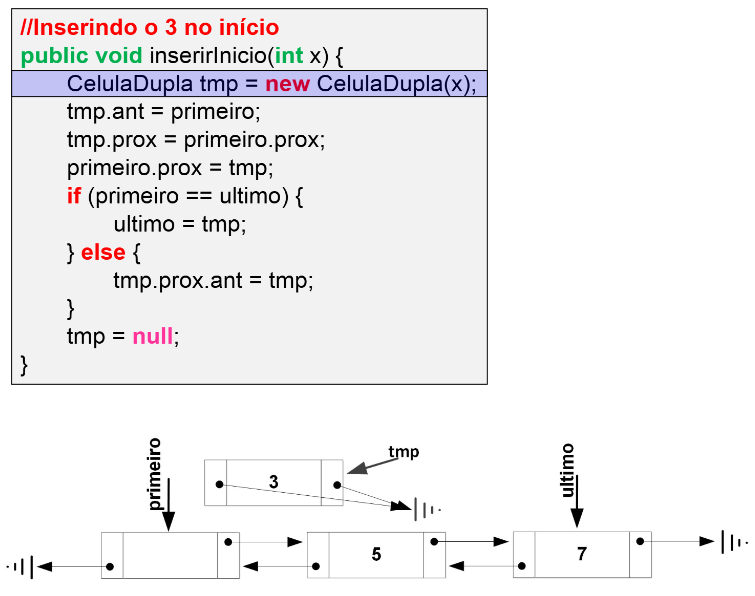 //Inserindo o 3 no início
public void inserirInicio(int x) {
CelulaDupla tmp = new CelulaDupla(x);
tmp.ant = primeiro;
tmp.prox = primeiro.prox;
primeiro.prox = tmp;
if (primeiro == ultimo) {
ultimo = tmp;
} else {
tmp.prox.ant = tmp;
}
tmp = null;
}
primeiro
3
tmp
ultimo
5
7